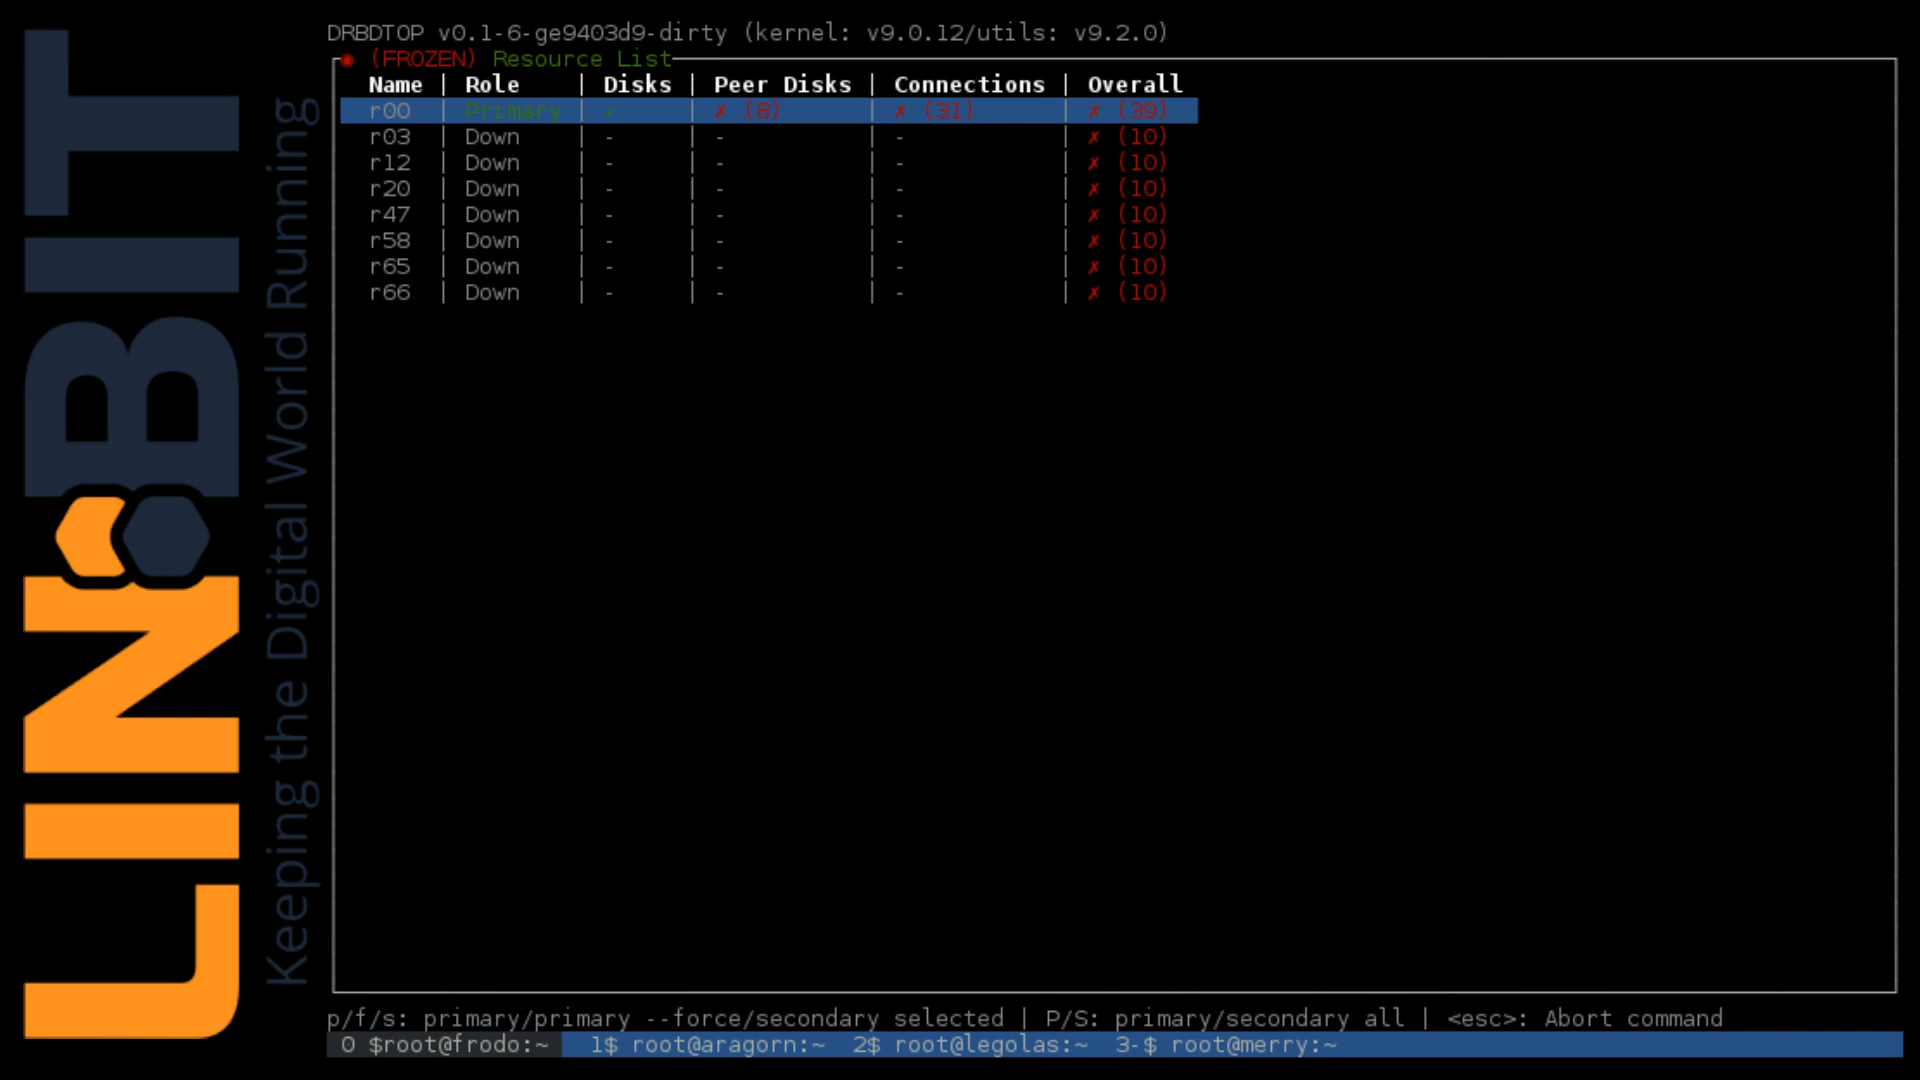 LINBIT
Keeping the Digital World Running
DRBDTOP v0.1-6-ge9403d9-dirty (kernel: v9.0.12/utils: v9.2.0)
(FROZEN) Resource List
Name | Role | Disks | Peer Disks | Connections | Overall
r00 | Primary | ✓ | ✗ (8) | ✗ (31) | ✗ (39)
r03 | Down | - | - | - | ✗ (10)
r12 | Down | - | - | - | ✗ (10)
r20 | Down | - | - | - | ✗ (10)
r47 | Down | - | - | - | ✗ (10)
r58 | Down | - | - | - | ✗ (10)
r65 | Down | - | - | - | ✗ (10)
r66 | Down | - | - | - | ✗ (10)
p/f/s: primary/primary --force/secondary selected | P/S: primary/secondary all | <esc>: Abort command
0 $root@frodo:~ 1$ root@aragorn:~ 2$ root@legolas:~ 3-$ root@merry:~